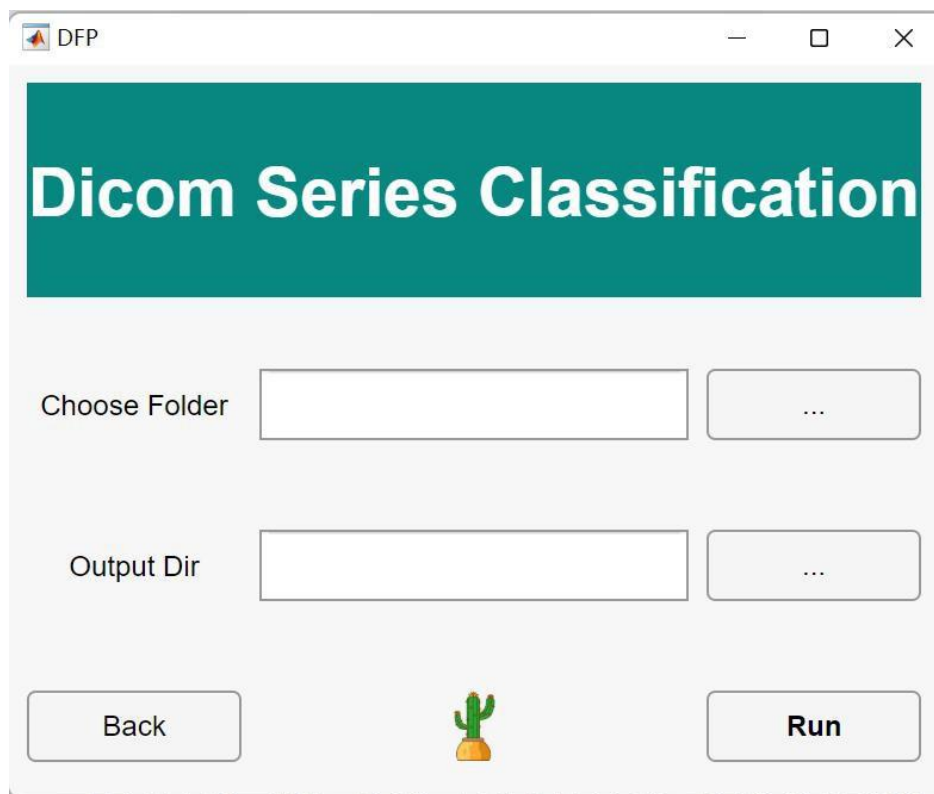 DFP
Dicom Series Classification
Choose Folder
...
Output Dir
...
Back
Run